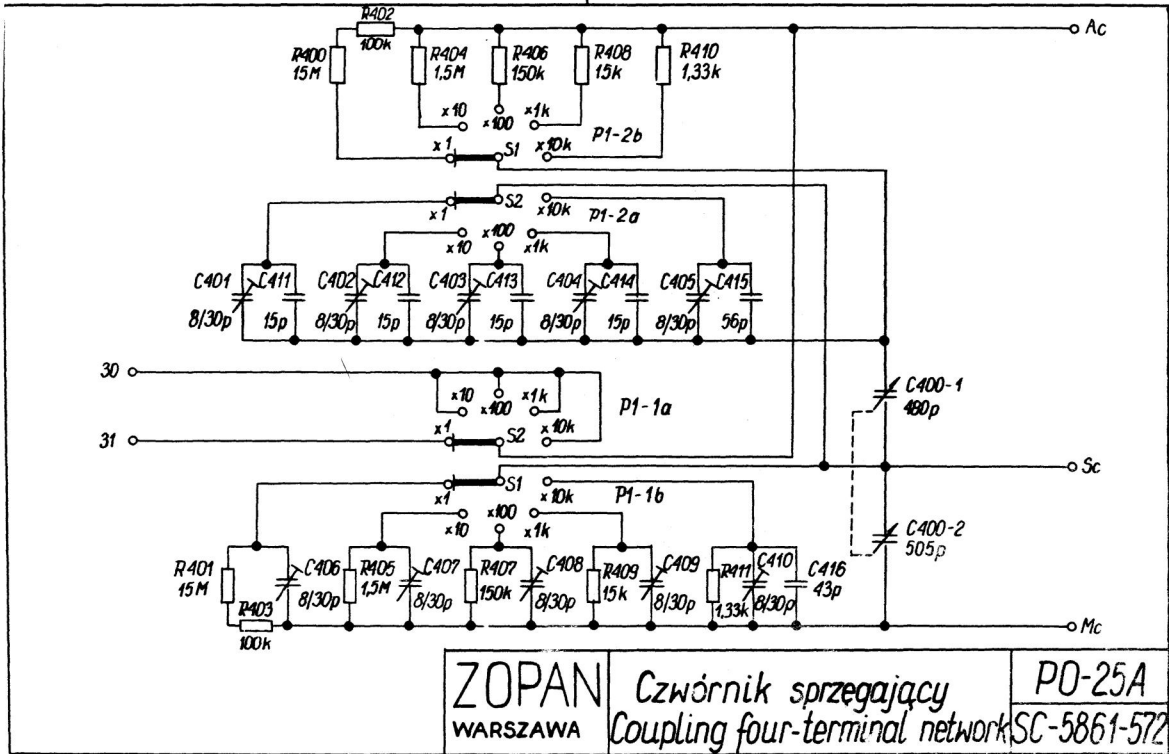 R402
100k
Ac
R400
15M
R404
1,5M
R406
150k
R408
15k
R410
1,33k
x10
x100
x1k
P1-2b
x1
S1
x10k
x1
S2
x10k
P1-2a
x10
x100
x1k
C401
C411
C402
C412
C403
C413
C404
C414
C405
C415
8/30p
15p
8/30p
15p
8/30p
15p
8/30p
15p
8/30p
56p
30
x10
x100
x1k
P1-1a
C400-1
480p
31
x1
S2
x10k
Sc
x1
S1
x10k
P1-1b
x10
x100
x1k
C400-2
505p
R401
15M
C406
8/30p
R405
1,5M
C407
8/30p
R407
150k
C408
8/30p
R409
15k
C409
8/30p
R411
1,33k
C410
8/30p
C416
43p
R403
100k
Mc
ZOPAN
WARSZAWA
Czwórnik sprzęgający
Coupling four-terminal network
PO-25A
SC-5861-572